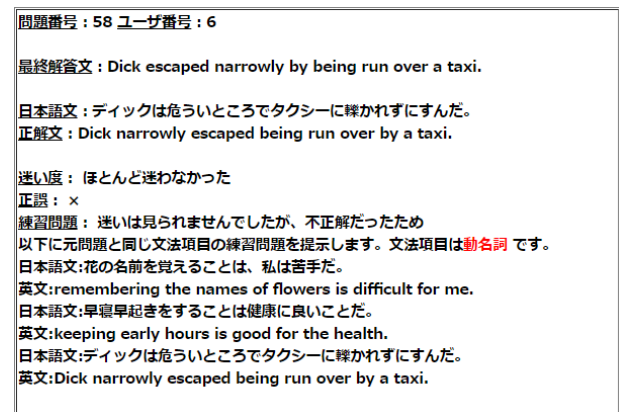 問題番号：58 ユーザ番号：6
最終解答文：Dick escaped narrowly by being run over a taxi.
日本語文：ディックは危ういところでタクシーに轢かれずにすんだ。
正解文：Dick narrowly escaped being run over by a taxi.
迷い度： ほとんど迷わなかった
正誤： ×
練習問題： 迷いは見られませんでしたが、不正解だったため
以下に元問題と同じ文法項目の練習問題を提示します。文法項目は動名詞 です。
日本語文:花の名前を覚えることは、私は苦手だ。
英文:remembering the names of flowers is difficult for me.
日本語文:早寝早起きをすることは健康に良いことだ。
英文:keeping early hours is good for the health.
日本語文:ディックは危ういところでタクシーに轢かれずにすんだ。
英文:Dick narrowly escaped being run over by a taxi.